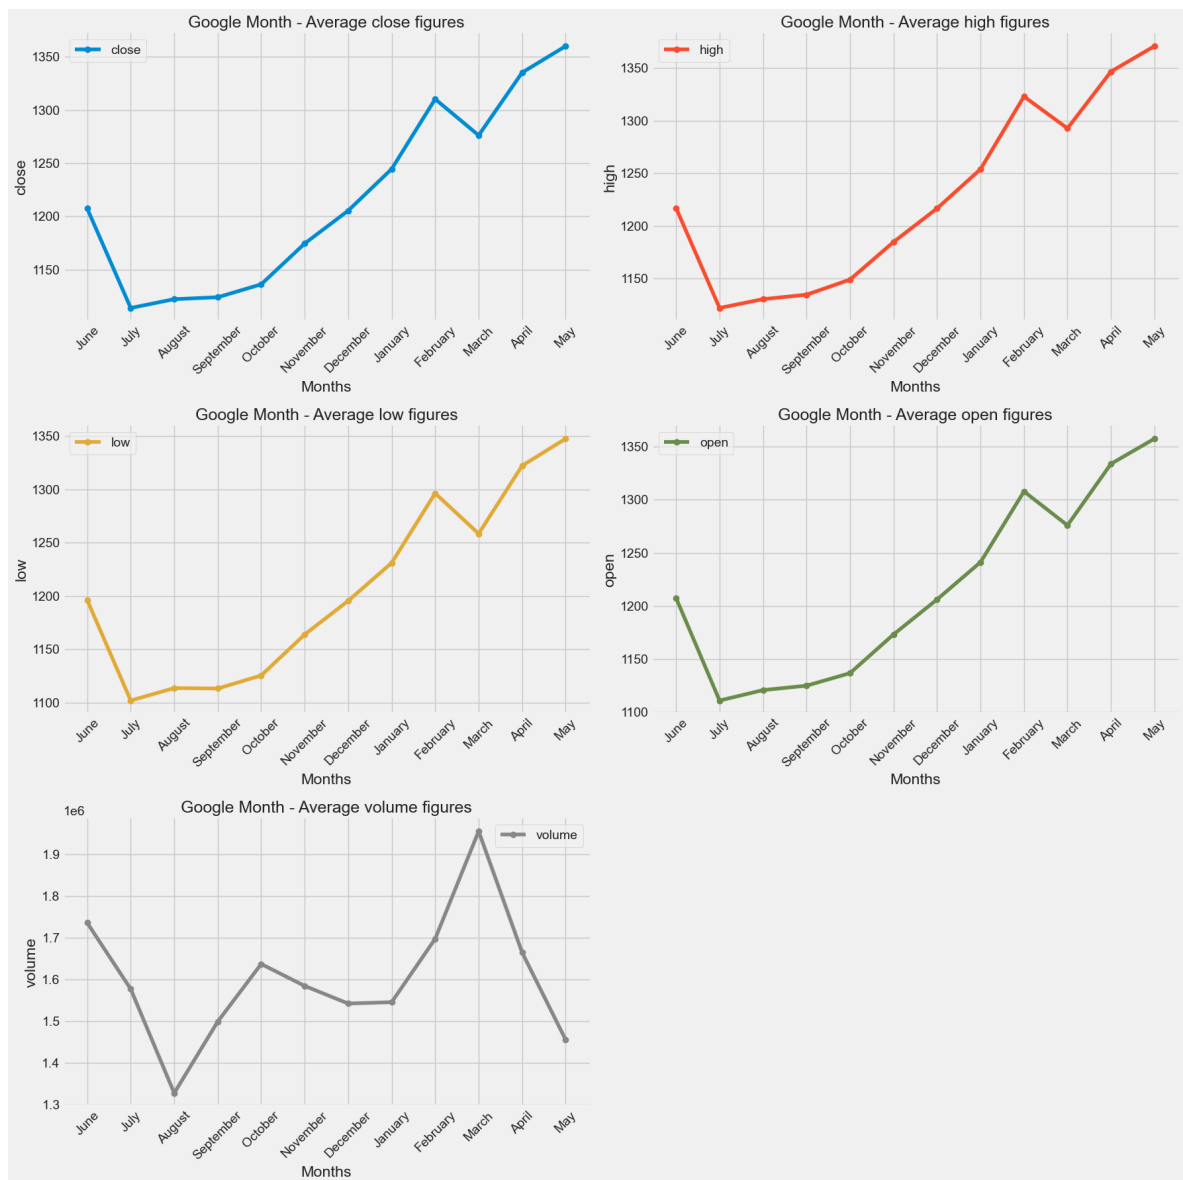 Google Month - Average close figures
close
1350
1300
1250
1200
1150
close
June
July
August
September
October
November
December
January
February
March
April
May
Months
Google Month - Average high figures
high
1350
1300
1250
1200
1150
high
June
July
August
September
October
November
December
January
February
March
April
May
Months
Google Month - Average low figures
low
1350
1300
1250
1200
1150
1100
low
June
July
August
September
October
November
December
January
February
March
April
May
Months
Google Month - Average open figures
open
1350
1300
1250
1200
1150
1100
open
June
July
August
September
October
November
December
January
February
March
April
May
Months
Google Month - Average volume figures
1e6
volume
1.9
1.8
1.7
1.6
1.5
1.4
1.3
volume
June
July
August
September
October
November
December
January
February
March
April
May
Months